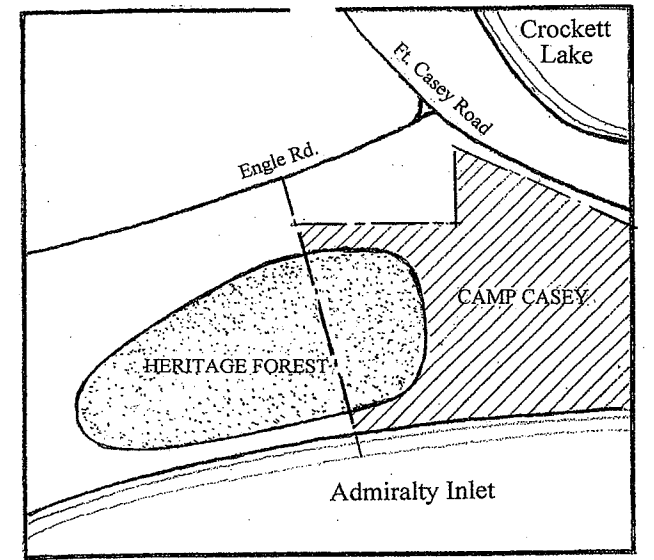 Crockett
Lake
Ft. Casey Road
Engle Rd.
CAMP CASEY
HERITAGE FOREST
Admiralty Inlet